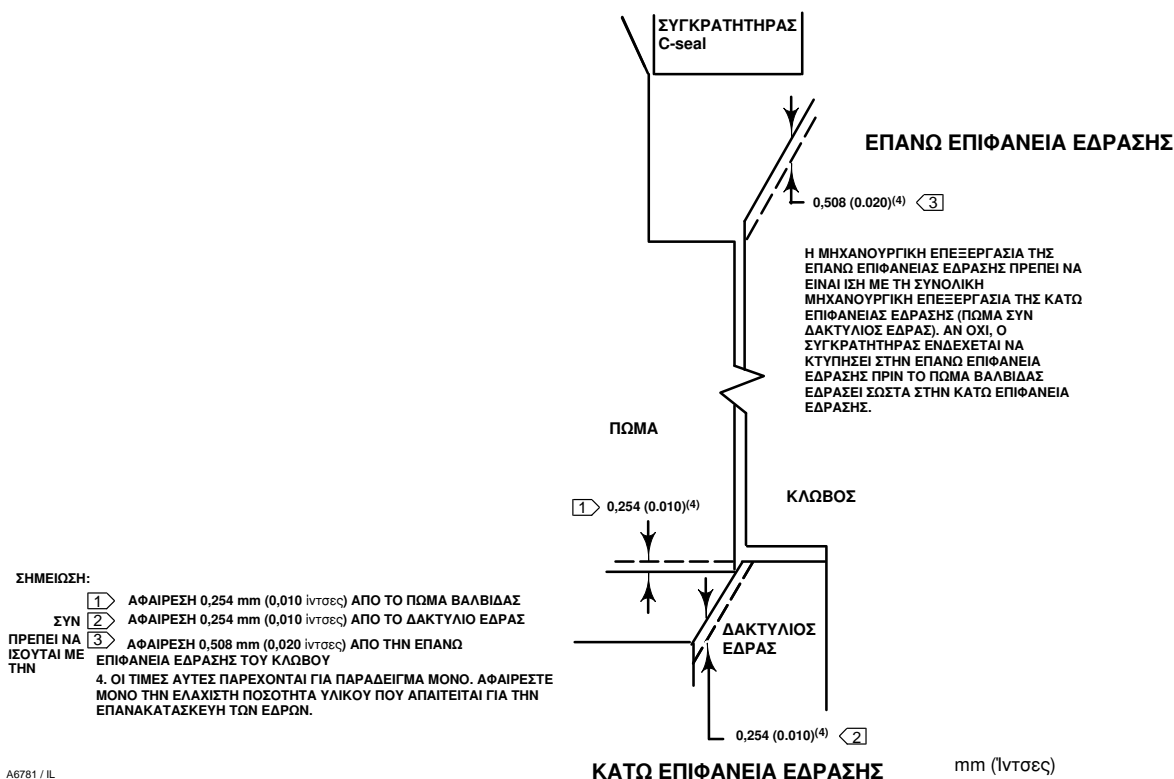 ΣΥΓΚΡΑΤΗΤΗΡΑΣ
C-seal
ΕΠΑΝΩ ΕΠΙΦΑΝΕΙΑ ΕΔΡΑΣΗΣ
0,508 (0.020)(4) 3
Η ΜΗΧΑΝΟΥΡΓΙΚΗ ΕΠΕΞΕΡΓΑΣΙΑ ΤΗΣ
ΕΠΑΝΩ ΕΠΙΦΑΝΕΙΑΣ ΕΔΡΑΣΗΣ ΠΡΕΠΕΙ ΝΑ
ΕΙΝΑΙ ΙΣΗ ΜΕ ΤΗ ΣΥΝΟΛΙΚΗ
ΜΗΧΑΝΟΥΡΓΙΚΗ ΕΠΕΞΕΡΓΑΣΙΑ ΤΗΣ ΚΑΤΩ
ΕΠΙΦΑΝΕΙΑΣ ΕΔΡΑΣΗΣ (ΠΩΜΑ ΣΥΝ
ΔΑΚΤΥΛΙΟΣ ΕΔΡΑΣ). ΑΝ ΟΧΙ, Ο
ΣΥΓΚΡΑΤΗΤΗΡΑΣ ΕΝΔΕΧΕΤΑΙ ΝΑ
ΚΤΥΠΗΣΕΙ ΣΤΗΝ ΕΠΑΝΩ ΕΠΙΦΑΝΕΙΑ
ΕΔΡΑΣΗΣ ΠΡΙΝ ΤΟ ΠΩΜΑ ΒΑΛΒΙΔΑΣ
ΕΔΡΑΣΕΙ ΣΩΣΤΑ ΣΤΗΝ ΚΑΤΩ ΕΠΙΦΑΝΕΙΑ
ΕΔΡΑΣΗΣ.
ΠΩΜΑ
ΚΛΩΒΟΣ
1 0,254 (0.010)(4)
ΔΑΚΤΥΛΙΟΣ
ΕΔΡΑΣ
ΣΗΜΕΙΩΣΗ:
1 ΑΦΑΙΡΕΣΗ 0,254 mm (0,010 ίντσες) ΑΠΟ ΤΟ ΠΩΜΑ ΒΑΛΒΙΔΑΣ
ΣΥΝ 2 ΑΦΑΙΡΕΣΗ 0,254 mm (0,010 ίντσες) ΑΠΟ ΤΟ ΔΑΚΤΥΛΙΟ ΕΔΡΑΣ
ΠΡΕΠΕΙ ΝΑ ΙΣΟΥΤΑΙ ΜΕ ΤΗΝ 3 ΑΦΑΙΡΕΣΗ 0,508 mm (0,020 ίντσες) ΑΠΟ ΤΗΝ ΕΠΑΝΩ
ΕΠΙΦΑΝΕΙΑ ΕΔΡΑΣΗΣ ΤΟΥ ΚΛΩΒΟΥ
4. ΟΙ ΤΙΜΕΣ ΑΥΤΕΣ ΠΑΡΕΧΟΝΤΑΙ ΓΙΑ ΠΑΡΑΔΕΙΓΜΑ ΜΟΝΟ. ΑΦΑΙΡΕΣΤΕ
ΜΟΝΟ ΤΗΝ ΕΛΑΧΙΣΤΗ ΠΟΣΟΤΗΤΑ ΥΛΙΚΟΥ ΠΟΥ ΑΠΑΙΤΕΙΤΑΙ ΓΙΑ ΤΗΝ
ΕΠΑΝΑΚΑΤΑΣΚΕΥΗ ΤΩΝ ΕΔΡΩΝ.
0,254 (0.010)(4) 2
ΚΑΤΩ ΕΠΙΦΑΝΕΙΑ ΕΔΡΑΣΗΣ
mm (Ίντσες)
A6781 / IL